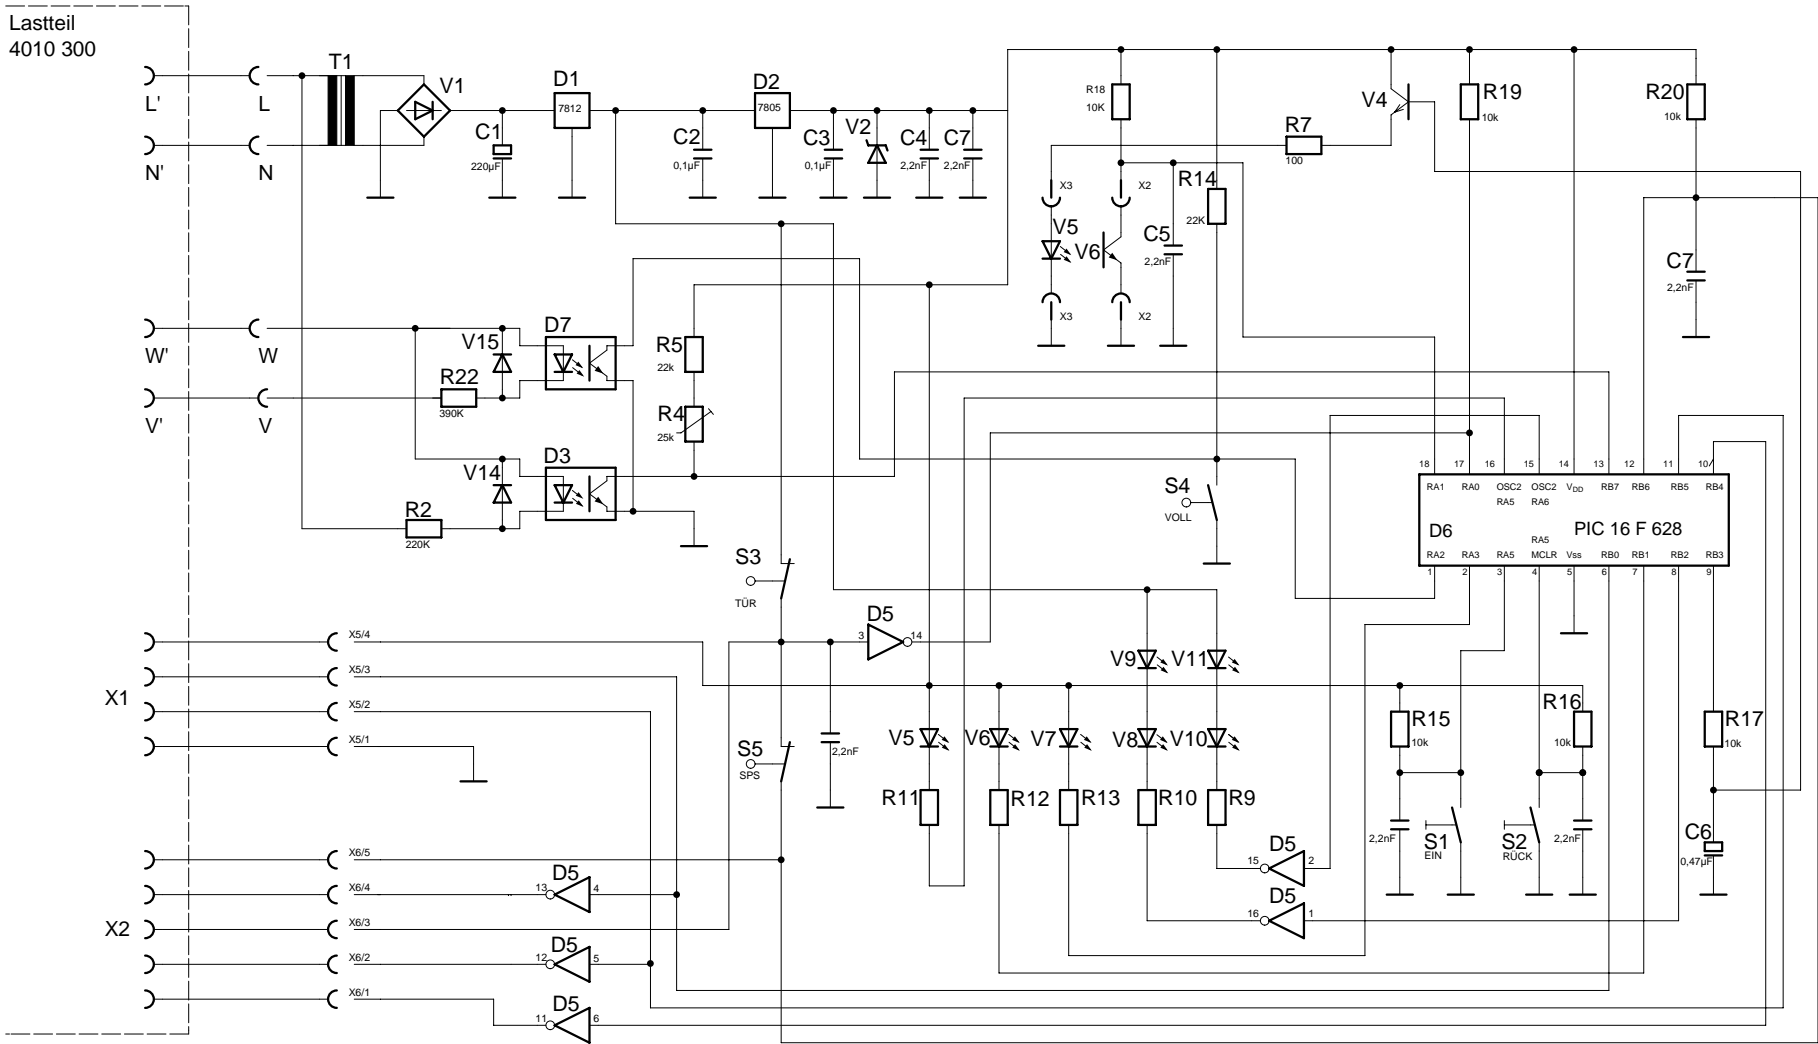 Lastteil
4010 300
T1
V1
D1
7812
D2
7805
L'
L
N'
N
C1
220µF
C2
0,1µF
C3
0,1µF
V2
C4
2,2nF
C7
2,2nF
R18
10K
V4
R19
10k
R20
10k
R7
100
X3
X2
R14
22K
V5
V6
C5
2,2nF
X3
X2
C7
2,2nF
W'
W
V15
D7
R5
22k
R22
390K
V'
V
R4
25k
V14
D3
R2
220K
S4
VOLL
18
17
16
15
14
13
12
11
10
RA1
RA0
OSC2
RA5
OSC2
RA6
VDD
RB7
RB6
RB5
RB4
D6
PIC 16 F 628
RA2
RA3
RA5
RA5
MCLR
Vss
RB0
RB1
RB2
RB3
1
2
3
4
5
6
7
8
9
S3
TÜR
D5
3
14
X1
X5/4
X5/3
X5/2
X5/1
V9
V11
S5
SPS
2,2nF
V5
V6
V7
V8
V10
R15
10k
R16
10k
R17
10k
R11
R12
R13
R10
R9
2,2nF
S1
EIN
S2
RÜCK
2,2nF
C6
0,47µF
D5
15
2
D5
16
1
X2
X6/5
X6/4
X6/3
X6/2
X6/1
D5
13
4
D5
12
5
D5
11
6